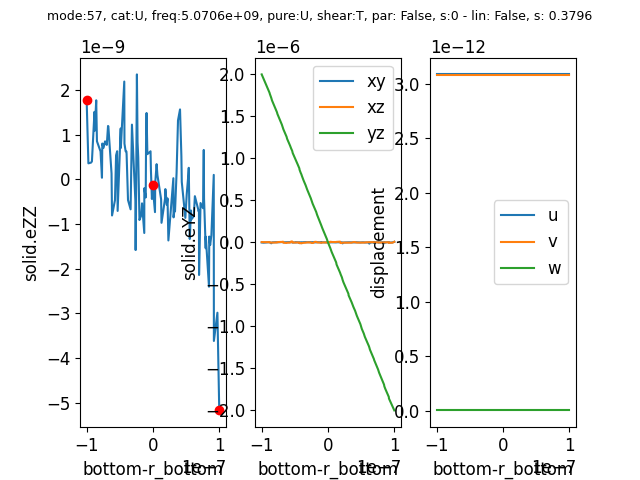 mode:57, cat:U, freq:5.0706e+09, pure:U, shear:T, par: False, s:0 - lin: False, s: 0.3796
1e−9
1e−6
1e−12
solid.eZZ
2
1
0
−1
−2
−3
−4
−5
−1
0
1
1e−7
bottom-r_bottom
solid.eYZ
2.0
1.5
1.0
0.5
0.0
−0.5
−1.0
−1.5
−2.0
xy
xz
yz
−1
0
1
1e−7
bottom-r_bottom
displacement
3.0
2.5
2.0
1.5
1.0
0.5
0.0
u
v
w
−1
0
1
1e−7
bottom-r_bottom